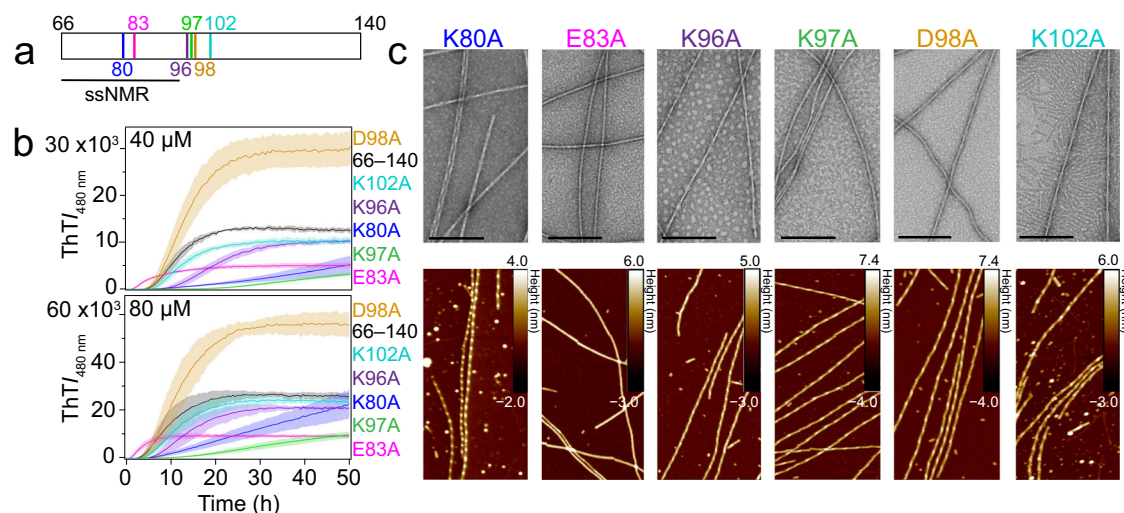 66 83 97 102 140
a
80 96 98
ssNMR
b
40 µM
30 x10³
20
10
0
ThT I480 nm
D98A
66–140
K102A
K96A
K80A
K97A
E83A
80 µM
60 x10³
40
20
0
ThT I480 nm
D98A
66–140
K102A
K96A
K80A
K97A
E83A
0 10 20 30 40 50
Time (h)
c
K80A E83A K96A K97A D98A K102A
4.0 6.0 5.0 7.4 7.4 6.0
Height (nm) Height (nm) Height (nm) Height (nm) Height (nm) Height (nm)
−2.0 −3.0 −3.0 −4.0 −4.0 −3.0